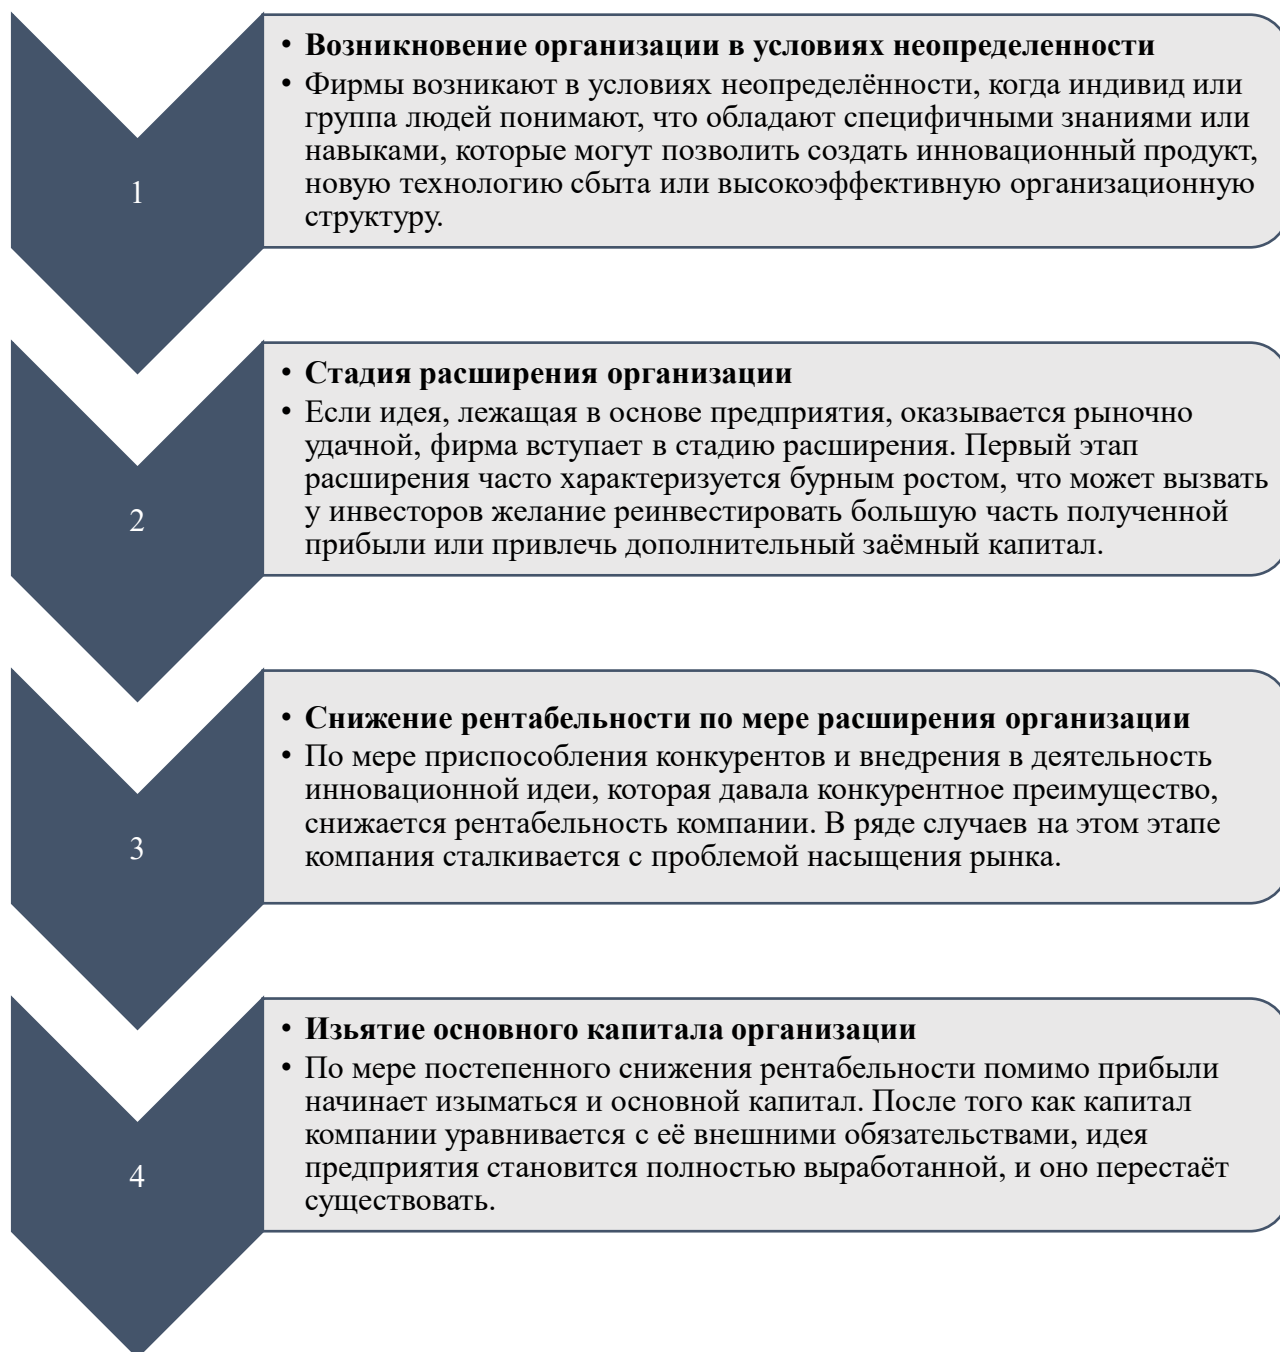 1
• Возникновение организации в условиях неопределенности
• Фирмы возникают в условиях неопределённости, когда индивид или
группа людей понимают, что обладают специфичными знаниями или
навыками, которые могут позволить создать инновационный продукт,
новую технологию сбыта или высокоэффективную организационную
структуру.
2
• Стадия расширения организации
• Если идея, лежащая в основе предприятия, оказывается рыночно
удачной, фирма вступает в стадию расширения. Первый этап
расширения часто характеризуется бурным ростом, что может вызвать
у инвесторов желание реинвестировать большую часть полученной
прибыли или привлечь дополнительный заёмный капитал.
3
• Снижение рентабельности по мере расширения организации
• По мере приспособления конкурентов и внедрения в деятельность
инновационной идеи, которая давала конкурентное преимущество,
снижается рентабельность компании. В ряде случаев на этом этапе
компания сталкивается с проблемой насыщения рынка.
4
• Изьятие основного капитала организации
• По мере постепенного снижения рентабельности помимо прибыли
начинает изыматься и основной капитал. После того как капитал
компании уравнивается с её внешними обязательствами, идея
предприятия становится полностью выработанной, и оно перестаёт
существовать.